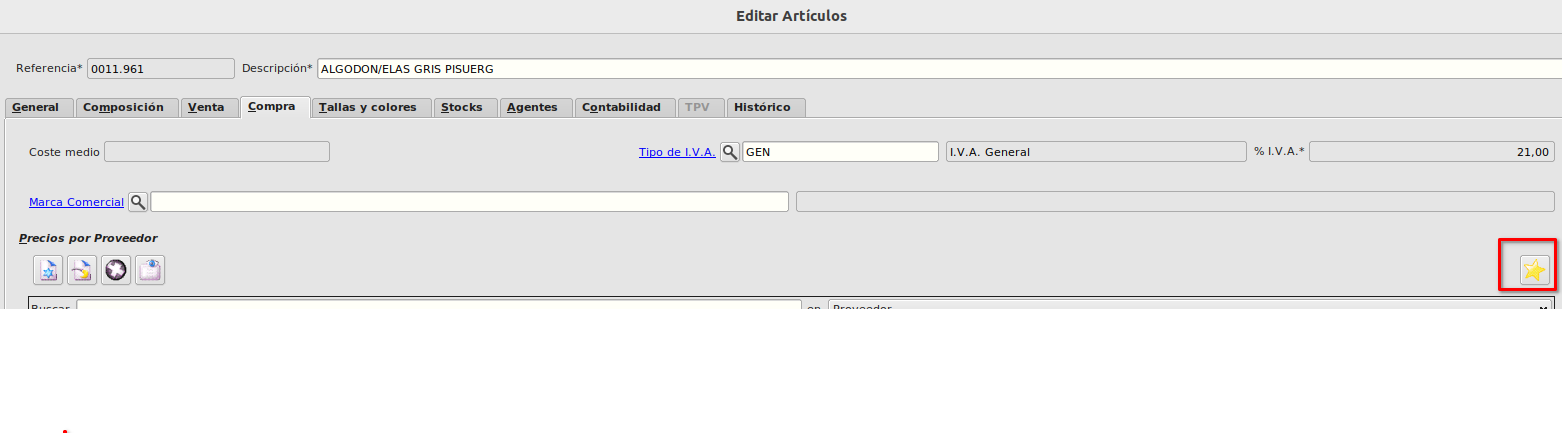 Editar Artículos
Referencia* 0011.961 Descripción* ALGODON/ELAS GRIS PISUERG
General Composición Venta Compra Tallas y colores Stocks Agentes Contabilidad TPV Histórico
Coste medio Tipo de I.V.A. GEN I.V.A. General % I.V.A.* 21,00
Marca Comercial
Precios por Proveedor
Buscar en Proveedor